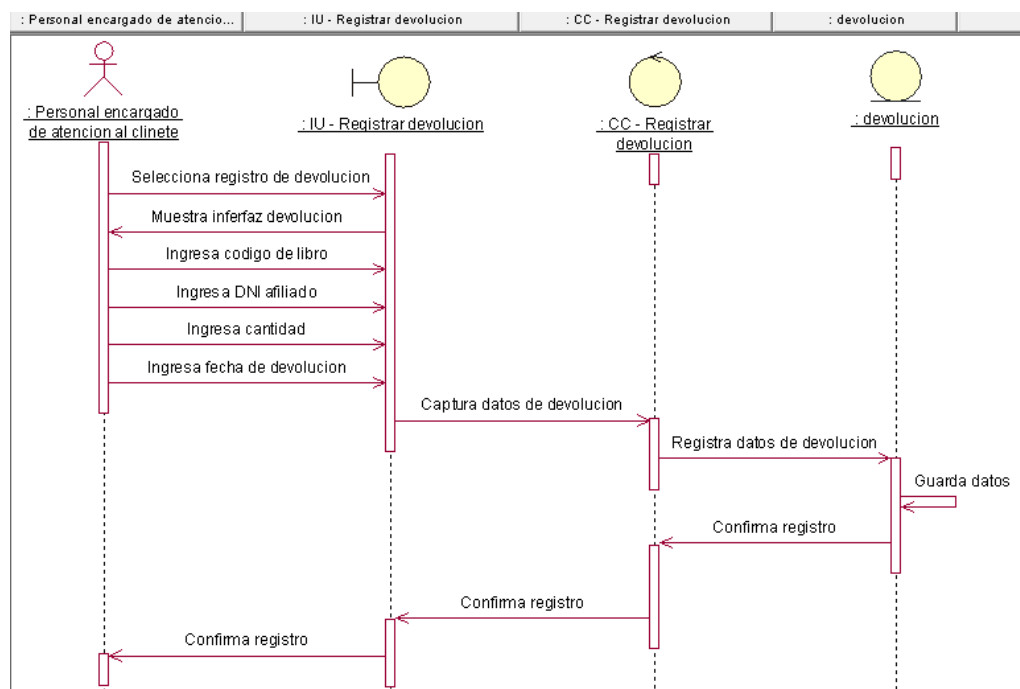 : Personal encargado de atencio...
: IU - Registrar devolucion
: CC - Registrar devolucion
: devolucion
: Personal encargado
de atencion al clinete
: IU - Registrar devolucion
: CC - Registrar
devolucion
: devolucion
Selecciona registro de devolucion
Muestra inferfaz devolucion
Ingresa codigo de libro
Ingresa DNI afiliado
Ingresa cantidad
Ingresa fecha de devolucion
Captura datos de devolucion
Registra datos de devolucion
Guarda datos
Confirma registro
Confirma registro
Confirma registro